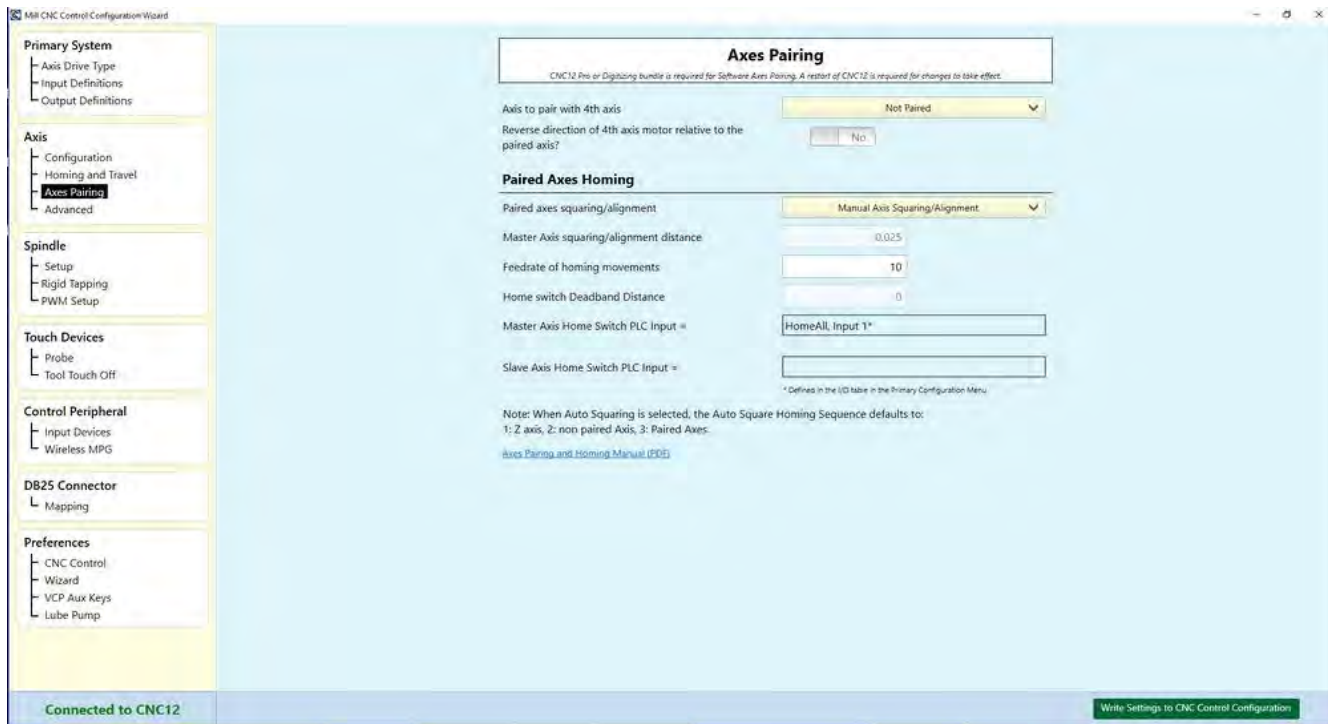 Mill CNC Control Configuration Wizard
Primary System
Axis Drive Type
Input Definitions
Output Definitions
Axis
Configuration
Homing and Travel
Axes Pairing
Advanced
Spindle
Setup
Rigid Tapping
PWM Setup
Touch Devices
Probe
Tool Touch Off
Control Peripheral
Input Devices
Wireless MPG
DB25 Connector
Mapping
Preferences
CNC Control
Wizard
VCP Aux Keys
Lube Pump
Connected to CNC12
Axes Pairing
CNC12 Pro or Digitizing bundle is required for Software Axes Pairing. A restart of CNC12 is required for changes to take effect.
Axis to pair with 4th axis
Not Paired
Reverse direction of 4th axis motor relative to the
paired axis?
No
Paired Axes Homing
Paired axes squaring/alignment
Manual Axis Squaring/Alignment
Master Axis squaring/alignment distance
0.025
Feedrate of homing movements
10
Home switch Deadband Distance
0
Master Axis Home Switch PLC Input =
HomeAll, Input 1*
Slave Axis Home Switch PLC Input =
* Defined in the I/O table in the Primary Configuration Menu
Note: When Auto Squaring is selected, the Auto Square Homing Sequence defaults to:
1: Z axis, 2: non paired Axis, 3: Paired Axes
Axes Pairing and Homing Manual (PDF)
Write Settings to CNC Control Configuration